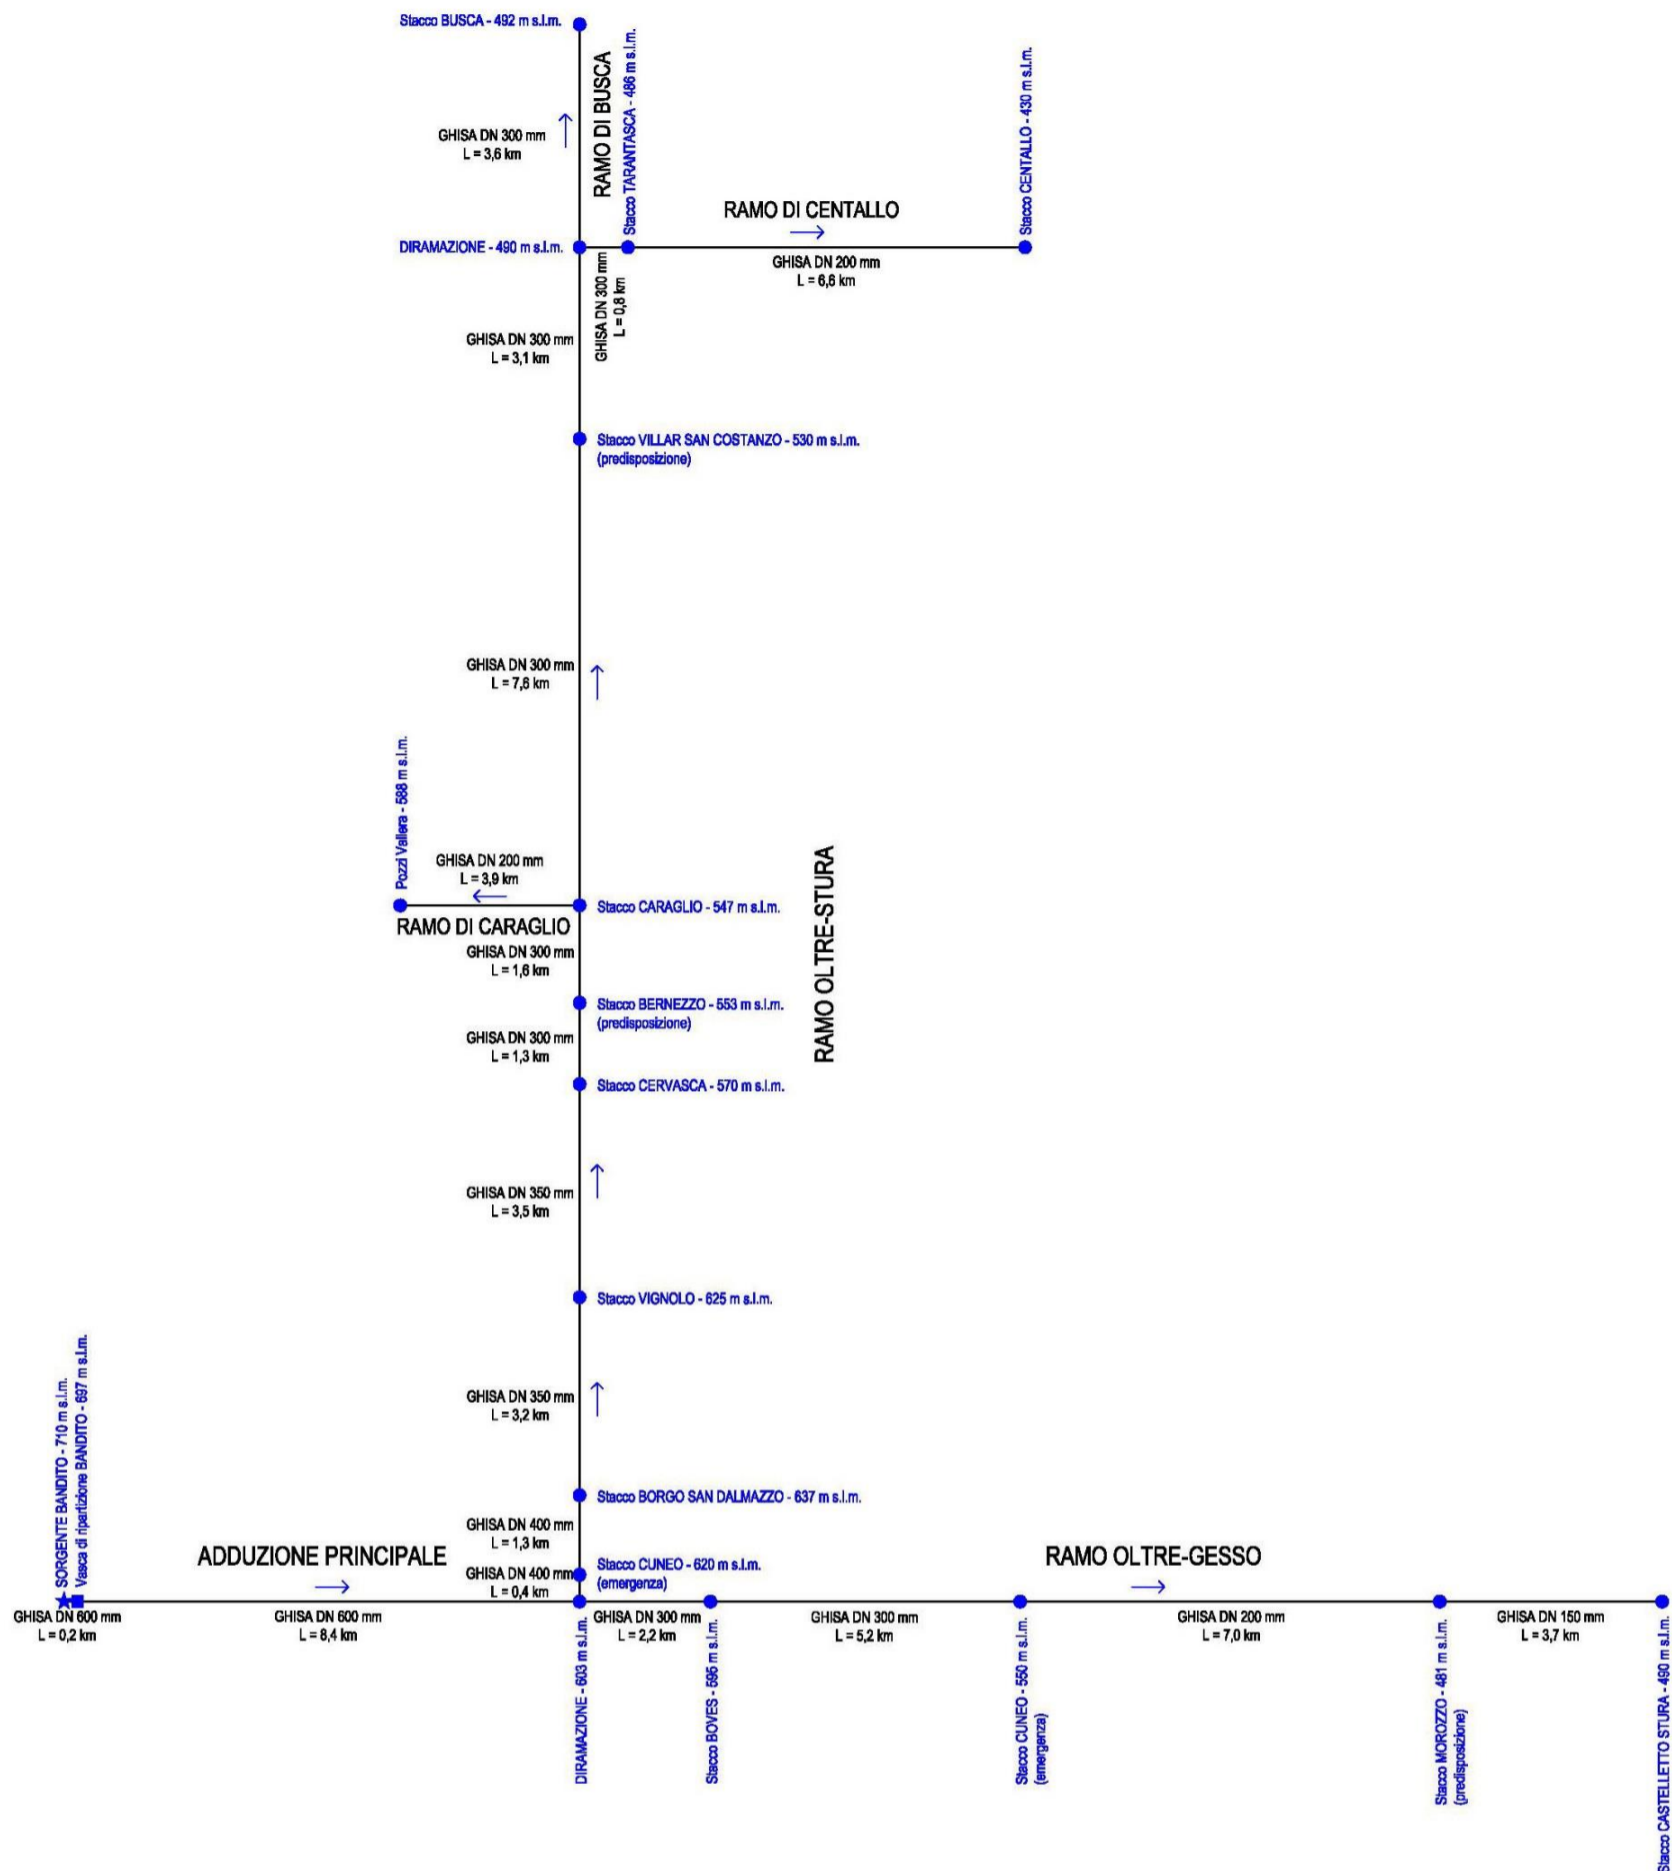 Stacco BUSCA - 492 m s.l.m.
RAMO DI BUSCA
Stacco TARANTASCA - 486 m s.l.m.
Stacco CENTALLO - 430 m s.l.m.
GHISA DN 300 mm
L = 3,6 km
RAMO DI CENTALLO
DIRAMAZIONE - 490 m s.l.m.
GHISA DN 200 mm
L = 6,6 km
GHISA DN 300 mm
L = 0,8 km
GHISA DN 300 mm
L = 3,1 km
Stacco VILLAR SAN COSTANZO - 530 m s.l.m.
(predisposizione)
GHISA DN 300 mm
L = 7,6 km
Pozzi Vallera - 588 m s.l.m.
GHISA DN 200 mm
L = 3,9 km
RAMO DI CARAGLIO
Stacco CARAGLIO - 547 m s.l.m.
RAMO OLTRE-STURA
GHISA DN 300 mm
L = 1,6 km
Stacco BERNEZZO - 553 m s.l.m.
(predisposizione)
GHISA DN 300 mm
L = 1,3 km
Stacco CERVASCA - 570 m s.l.m.
GHISA DN 350 mm
L = 3,5 km
Stacco VIGNOLO - 625 m s.l.m.
GHISA DN 350 mm
L = 3,2 km
Stacco BORGO SAN DALMAZZO - 637 m s.l.m.
GHISA DN 400 mm
L = 1,3 km
Stacco CUNEO - 620 m s.l.m.
(emergenza)
GHISA DN 400 mm
L = 0,4 km
SORGENTE BANDITO - 710 m s.l.m.
Vasca di ripartizione BANDITO - 697 m s.l.m.
ADDUZIONE PRINCIPALE
RAMO OLTRE-GESSO
GHISA DN 600 mm
L = 0,2 km
GHISA DN 600 mm
L = 8,4 km
GHISA DN 300 mm
L = 2,2 km
GHISA DN 300 mm
L = 5,2 km
GHISA DN 200 mm
L = 7,0 km
GHISA DN 150 mm
L = 3,7 km
DIRAMAZIONE - 603 m s.l.m.
Stacco BOVES - 595 m s.l.m.
Stacco CUNEO - 550 m s.l.m.
(emergenza)
Stacco MOROZZO - 481 m s.l.m.
(predisposizione)
Stacco CASTELLETTO STURA - 490 m s.l.m.